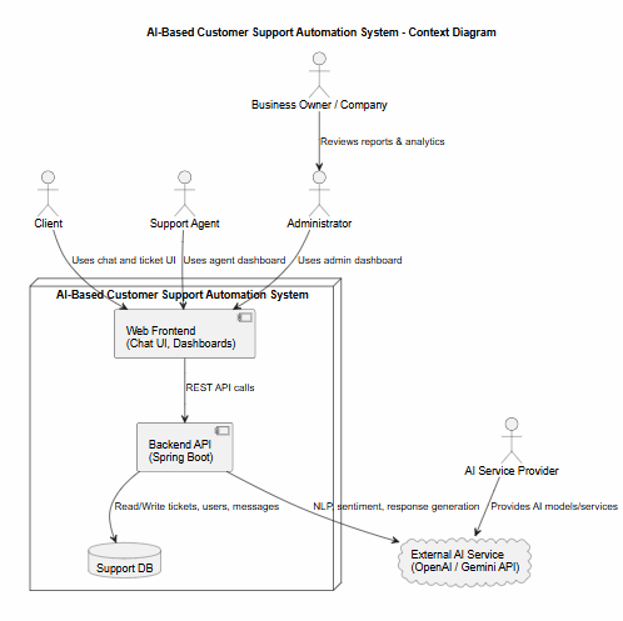 AI-Based Customer Support Automation System - Context Diagram
Business Owner / Company
Reviews reports & analytics
Client
Support Agent
Administrator
Uses chat and ticket UI
Uses agent dashboard
Uses admin dashboard
AI-Based Customer Support Automation System
Web Frontend
(Chat UI, Dashboards)
REST API calls
Backend API
(Spring Boot)
AI Service Provider
Read/Write tickets, users, messages
NLP, sentiment, response generation
Provides AI models/services
Support DB
External AI Service
(OpenAI / Gemini API)